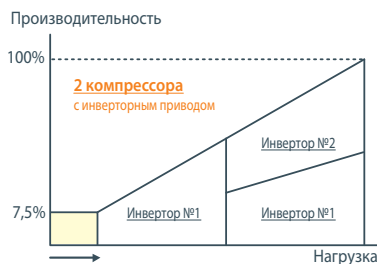 Производительность
100%
2 компрессора
с инверторным приводом
Инвертор №2
7,5%
Инвертор №1
Инвертор №1
Нагрузка